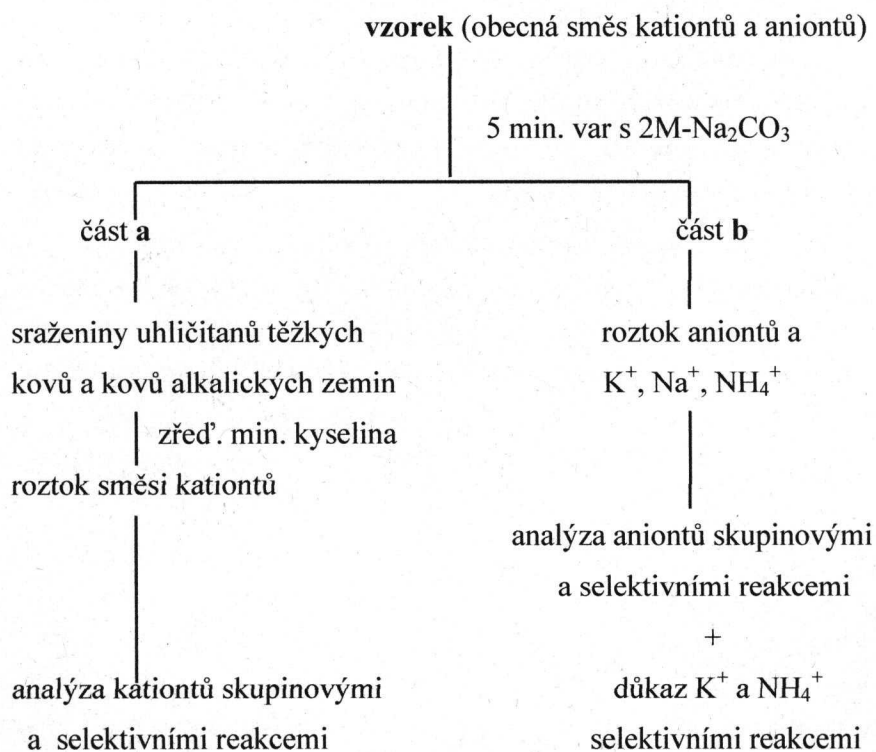 vzorek (obecná směs kationtů a aniontů)
5 min. var s 2M-Na₂CO₃
část a
část b
sraženiny uhličitanů těžkých
kovů a kovů alkalických zemin
zřeď. min. kyselina
roztok směsi kationtů
analýza kationtů skupinovými
a selektivními reakcemi
roztok aniontů a
K⁺, Na⁺, NH₄⁺
analýza aniontů skupinovými
a selektivními reakcemi
+
důkaz K⁺ a NH₄⁺
selektivními reakcemi